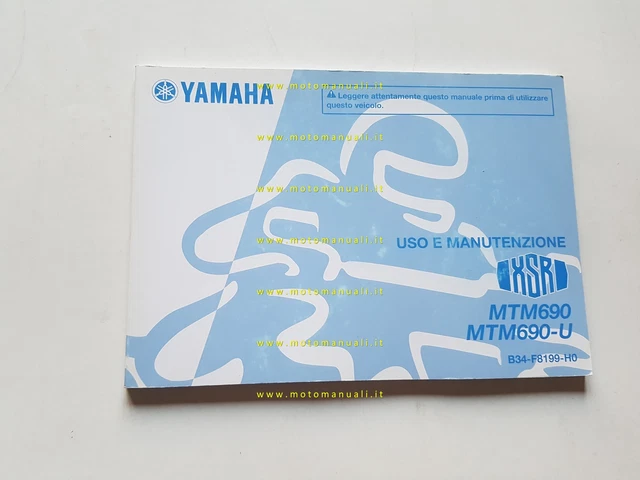 YAMAHA
Leggere attentamente questo manuale prima di utilizzare
questo veicolo.
USO E MANUTENZIONE
XSR
MTM690
MTM690-U
B34-F8199-H0
www.motomanuali.it
www.motomanuali.it
www.motomanuali.it
www.motomanuali.it
www.motomanuali.it
www.motomanuali.it
www.motomanuali.it